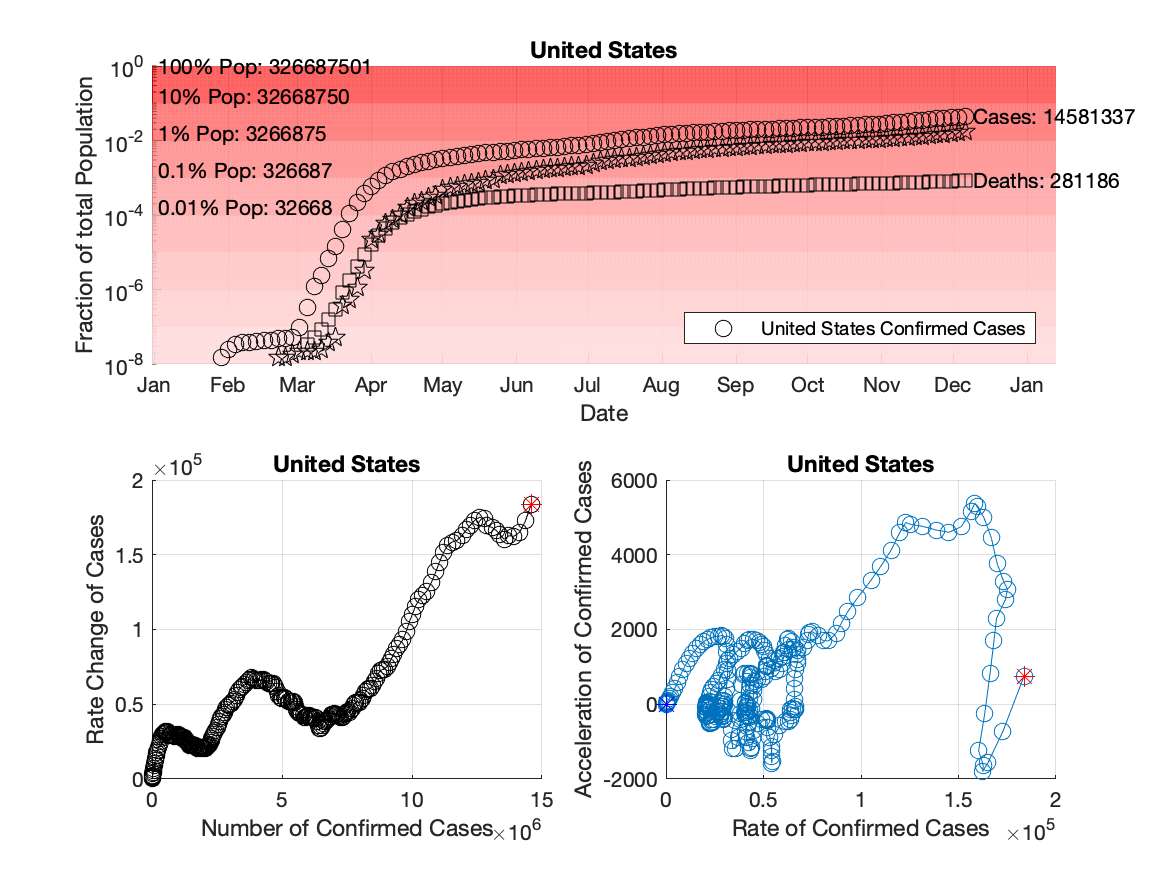 United States
Fraction of total Population
10^0
10^-2
10^-4
10^-6
10^-8
100% Pop: 326687501
10% Pop: 32668750
1% Pop: 3266875
0.1% Pop: 326687
0.01% Pop: 32668
Cases: 14581337
Deaths: 281186
United States Confirmed Cases
Jan Feb Mar Apr May Jun Jul Aug Sep Oct Nov Dec Jan
Date
United States
×10^5
Rate Change of Cases
2
1.5
1
0.5
0
0 5 10 15
Number of Confirmed Cases ×10^6
United States
Acceleration of Confirmed Cases
6000
4000
2000
0
-2000
0 0.5 1 1.5 2
Rate of Confirmed Cases ×10^5